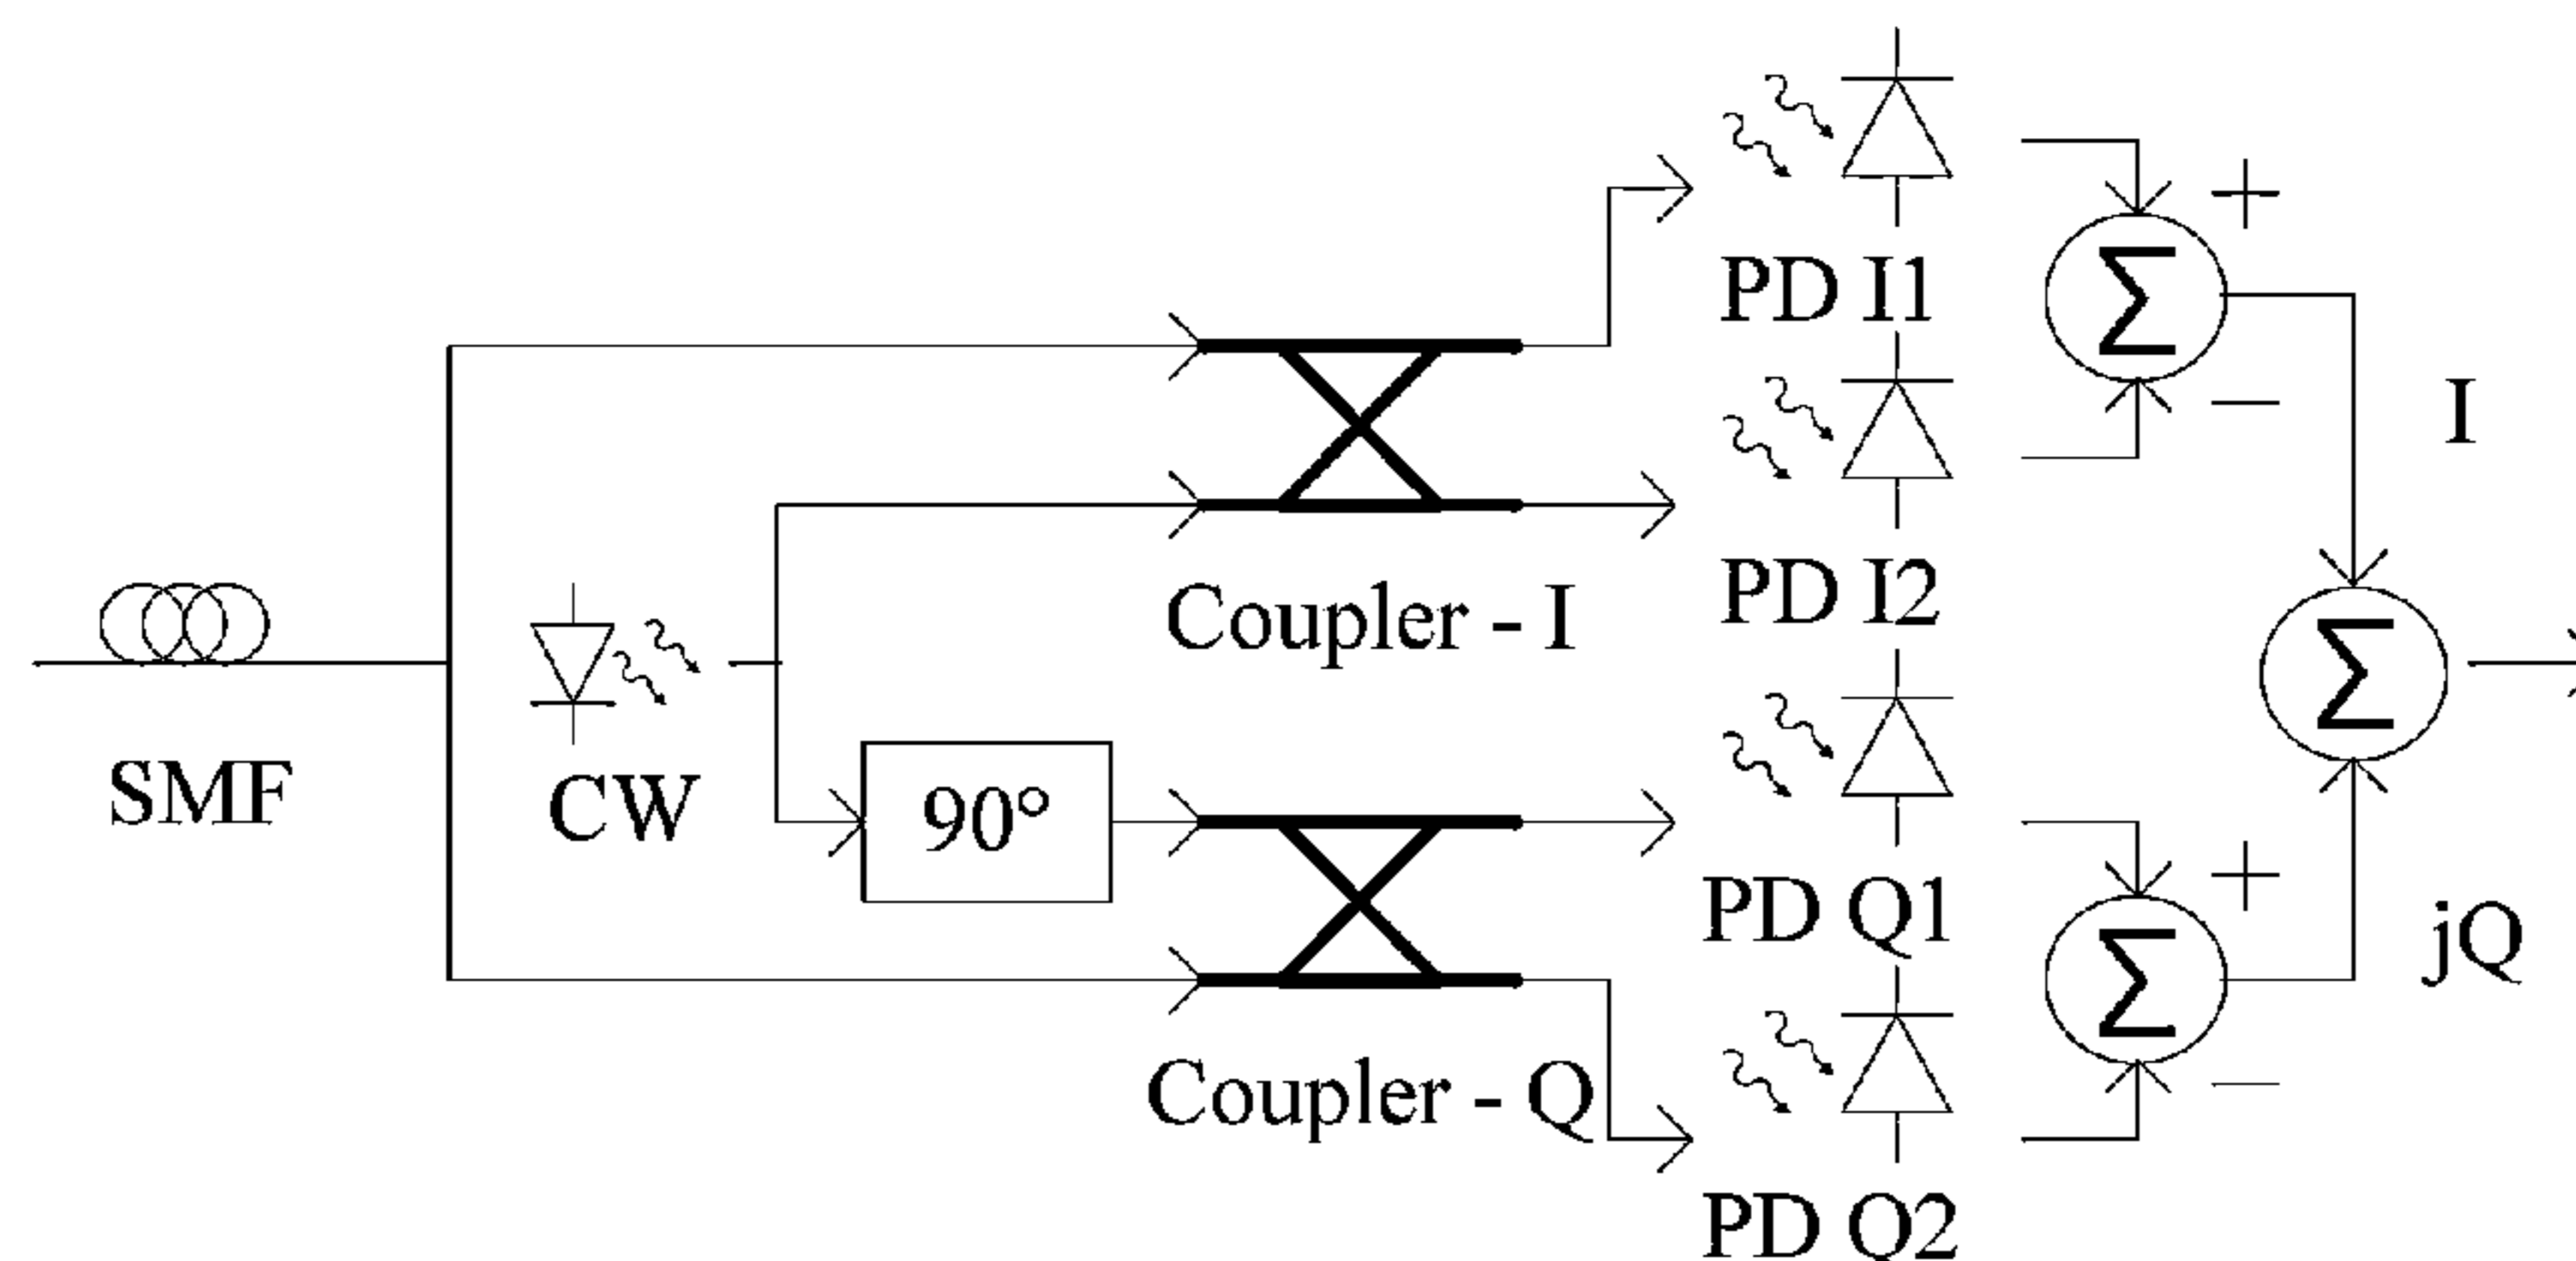 PD I1
+
Σ
−
I
PD I2
Coupler - I
SMF
CW
90°
Σ
PD Q1
+
Σ
−
jQ
Coupler - Q
PD Q2